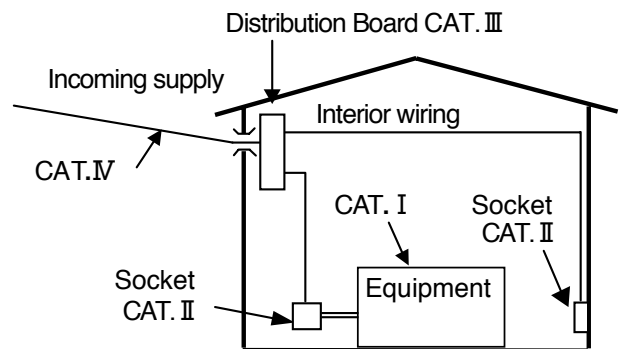 Distribution Board CAT.Ⅲ
Incoming supply
Interior wiring
CAT.Ⅳ
CAT.Ⅰ
Socket
CAT.Ⅱ
Socket
CAT.Ⅱ
Equipment